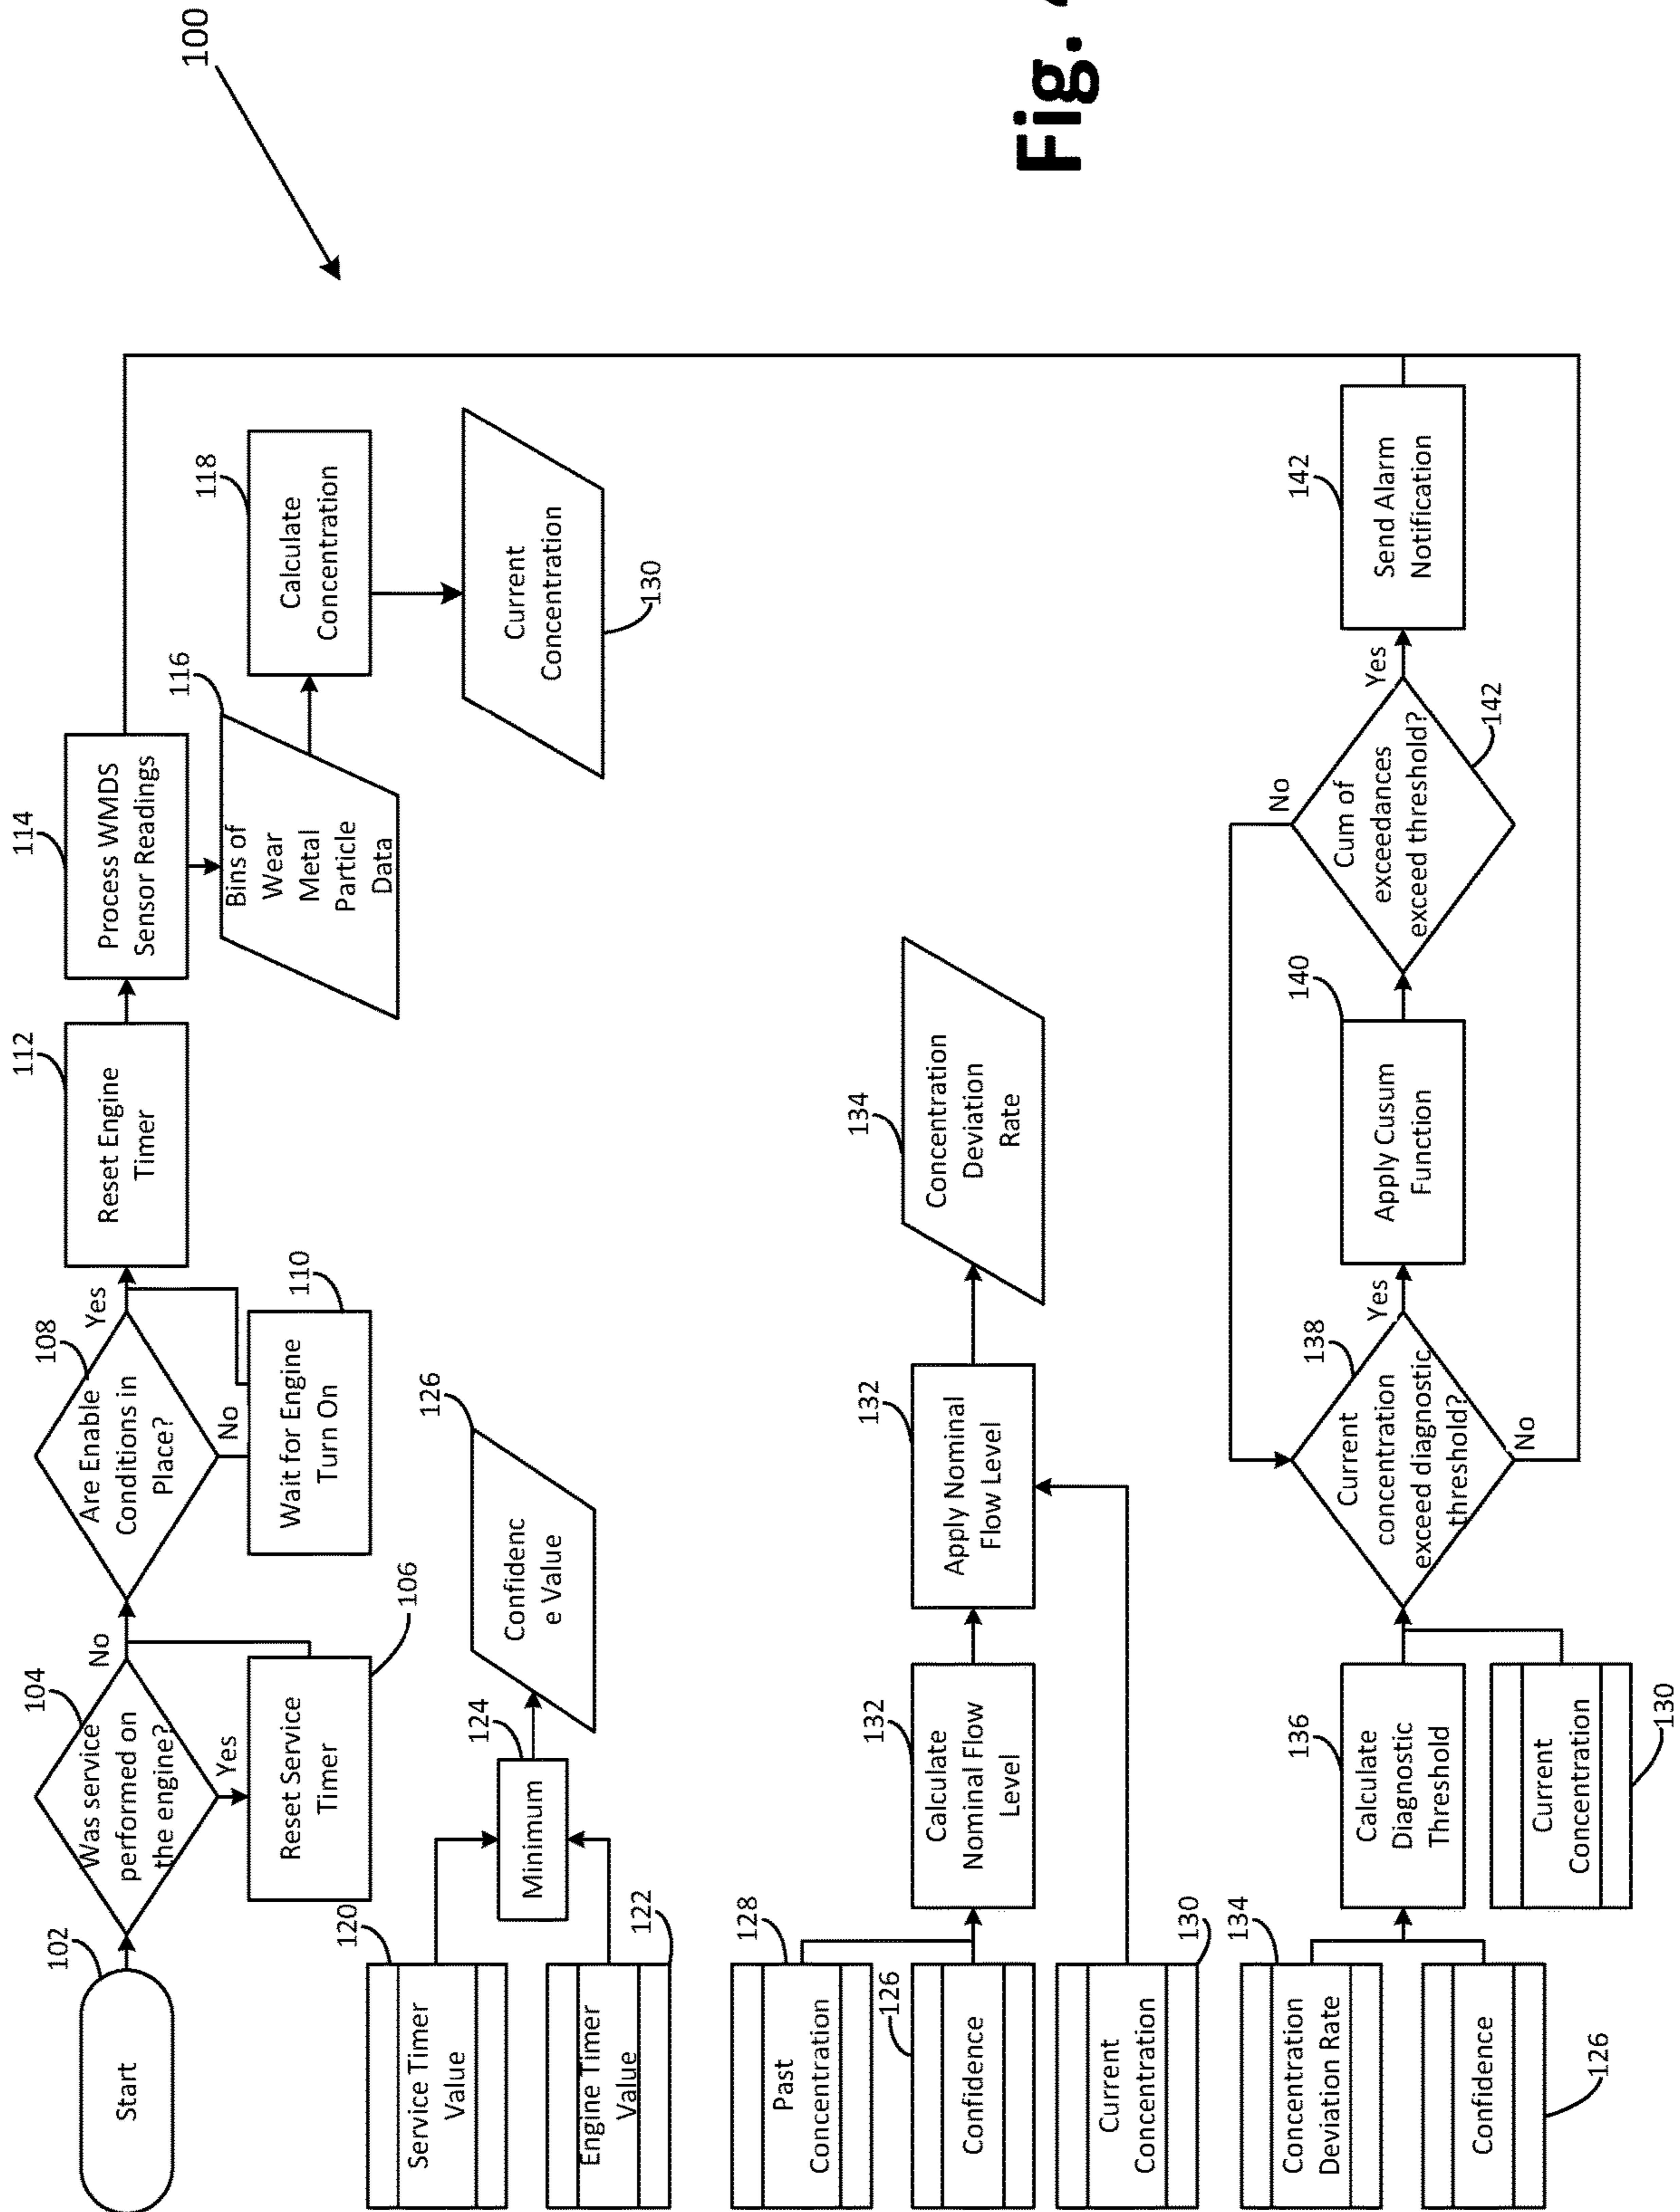 100
102
Start
104
Was service
performed on
the engine?
No
Yes
106
Reset Service
Timer
108
Are Enable
Conditions in
Place?
Yes
No
110
Wait for Engine
Turn On
112
Reset Engine
Timer
114
Process WMDS
Sensor Readings
116
Bins of
Wear
Metal
Particle
Data
118
Calculate
Concentration
Current
Concentration
130
120
Service Timer
Value
Engine Timer
Value
122
124
Minimum
126
Confidenc
e Value
128
Past
Concentration
126
Confidence
Current
Concentration
130
132
Calculate
Nominal Flow
Level
132
Apply Nominal
Flow Level
134
Concentration
Deviation
Rate
134
Concentration
Deviation Rate
Confidence
126
136
Calculate
Diagnostic
Threshold
Current
Concentration
130
138
Current
concentration
exceed diagnostic
threshold?
Yes
No
140
Apply Cusum
Function
No
Cum of
exceedances
exceed threshold?
142
Yes
142
Send Alarm
Notification
Fig.